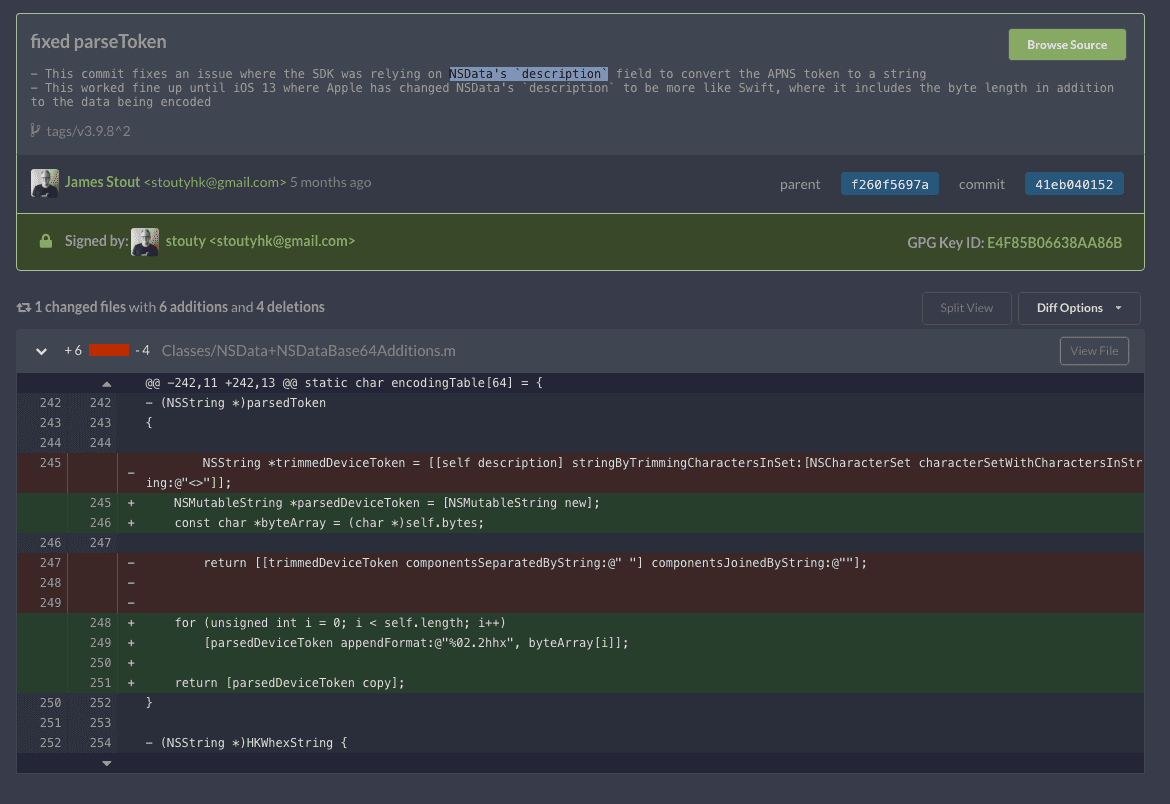 fixed parseToken
Browse Source
- This commit fixes an issue where the SDK was relying on NSData's `description` field to convert the APNS token to a string
- This worked fine up until iOS 13 where Apple has changed NSData's `description` to be more like Swift, where it includes the byte length in addition
to the data being encoded
tags/v3.9.8^2
James Stout <stoutyhk@gmail.com> 5 months ago
parent f260f5697a commit 41eb040152
Signed by: stouty <stoutyhk@gmail.com>
GPG Key ID: E4F85B06638AA86B
1 changed files with 6 additions and 4 deletions
Split View
Diff Options
+6 -4 Classes/NSData+NSDataBase64Additions.m
View File
@@ -242,11 +242,13 @@ static char encodingTable[64] = {
242 242 - (NSString *)parsedToken
243 243 {
244 244
245 - NSString *trimmedDeviceToken = [[self description] stringByTrimmingCharactersInSet:[NSCharacterSet characterSetWithCharactersInStr
ing:@"<>"]];
245 + NSMutableString *parsedDeviceToken = [NSMutableString new];
246 + const char *byteArray = (char *)self.bytes;
246 247
247 - return [[trimmedDeviceToken componentsSeparatedByString:@" "] componentsJoinedByString:@""];
248 -
249 -
248 + for (unsigned int i = 0; i < self.length; i++)
249 + [parsedDeviceToken appendFormat:@"%02.2hhx", byteArray[i]];
250 +
251 + return [parsedDeviceToken copy];
250 252 }
251 253
252 254 - (NSString *)HKWhexString {